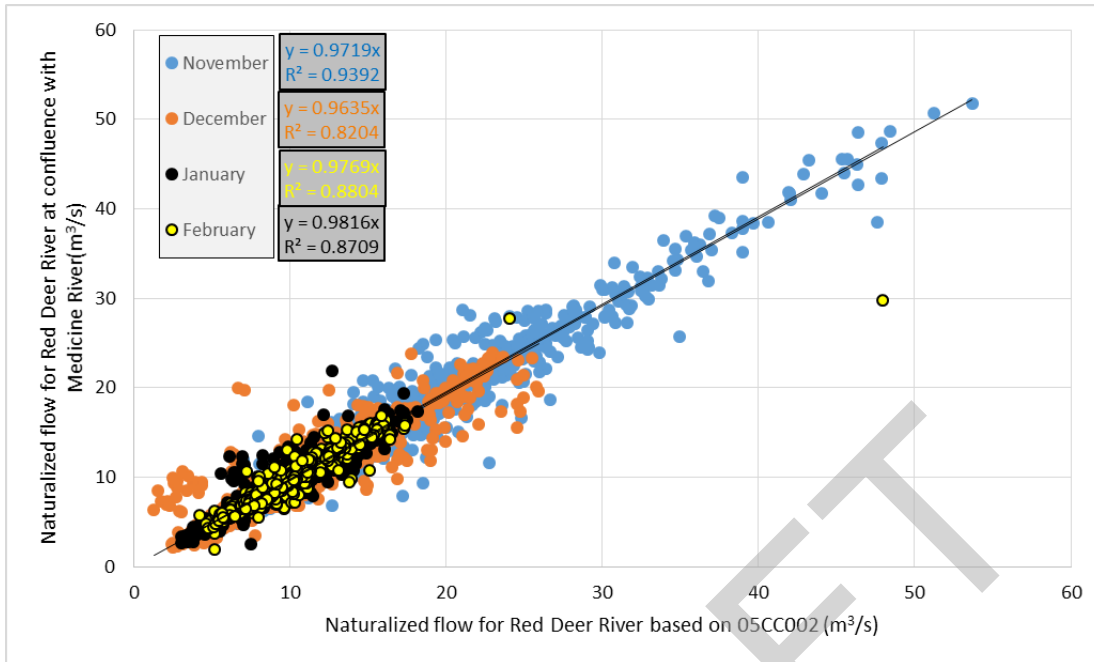 60
50
40
30
20
10
0
Naturalized flow for Red Deer River at confluence with
Medicine River(m³/s)
November
y = 0.9719x
R² = 0.9392
December
y = 0.9635x
R² = 0.8204
January
y = 0.9769x
R² = 0.8804
February
y = 0.9816x
R² = 0.8709
0 10 20 30 40 50 60
Naturalized flow for Red Deer River based on 05CC002 (m³/s)
FT